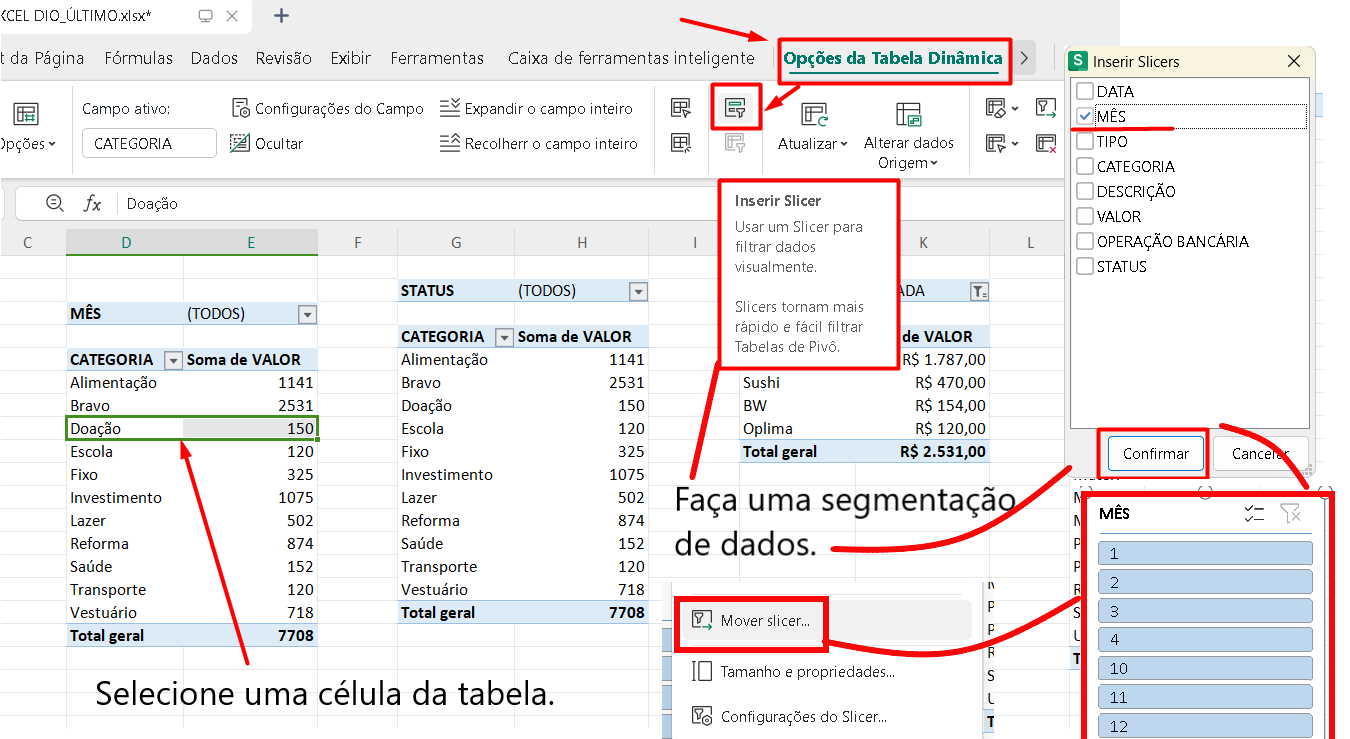 XCEL DIO_ÚLTIMO.xlsx*
t da Página Fórmulas Dados Revisão Exibir Ferramentas Caixa de ferramentas inteligente Opções da Tabela Dinâmica
Opções
Campo ativo:
CATEGORIA
Configurações do Campo
Ocultar
Expandir o campo inteiro
Recolherr o campo inteiro
Atualizar
Alterar dados
Origem
fx Doação
C D E F G H I K L
Inserir Slicer
Usar um Slicer para
filtrar dados
visualmente.
Slicers tornam mais
rápido e fácil filtrar
Tabelas de Pivô.
MÊS (TODOS)
CATEGORIA Soma de VALOR
Alimentação 1141
Bravo 2531
Doação 150
Escola 120
Fixo 325
Investimento 1075
Lazer 502
Reforma 874
Saúde 152
Transporte 120
Vestuário 718
Total geral 7708
STATUS (TODOS)
CATEGORIA Soma de VALOR
Alimentação 1141
Bravo 2531
Doação 150
Escola 120
Fixo 325
Investimento 1075
Lazer 502
Reforma 874
Saúde 152
Transporte 120
Vestuário 718
Total geral 7708
ADA
de VALOR
R$ 1.787,00
Sushi R$ 470,00
BW R$ 154,00
Oplima R$ 120,00
Total geral R$ 2.531,00
Inserir Slicers
DATA
MÊS
TIPO
CATEGORIA
DESCRIÇÃO
VALOR
OPERAÇÃO BANCÁRIA
STATUS
Confirmar Cancelar
Faça uma segmentação
de dados.
Selecione uma célula da tabela.
Mover slicer...
Tamanho e propriedades...
Configurações do Slicer...
MÊS
1
2
3
4
10
11
12